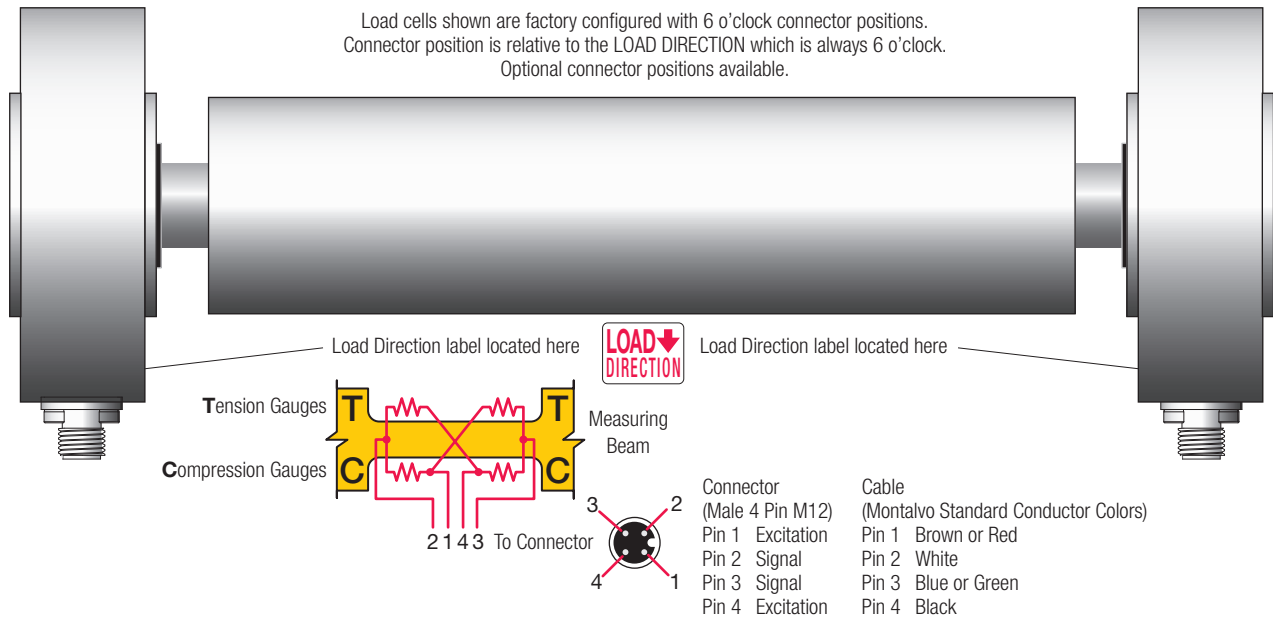 Load cells shown are factory configured with 6 o’clock connector positions.
Connector position is relative to the LOAD DIRECTION which is always 6 o’clock.
Optional connector positions available.
Load Direction label located here
LOAD
DIRECTION
Load Direction label located here
Tension Gauges
T
T
Measuring
Beam
Compression Gauges
C
C
2 1 4 3 To Connector
3
2
4
1
Connector
(Male 4 Pin M12)
Pin 1 Excitation
Pin 2 Signal
Pin 3 Signal
Pin 4 Excitation
Cable
(Montalvo Standard Conductor Colors)
Pin 1 Brown or Red
Pin 2 White
Pin 3 Blue or Green
Pin 4 Black